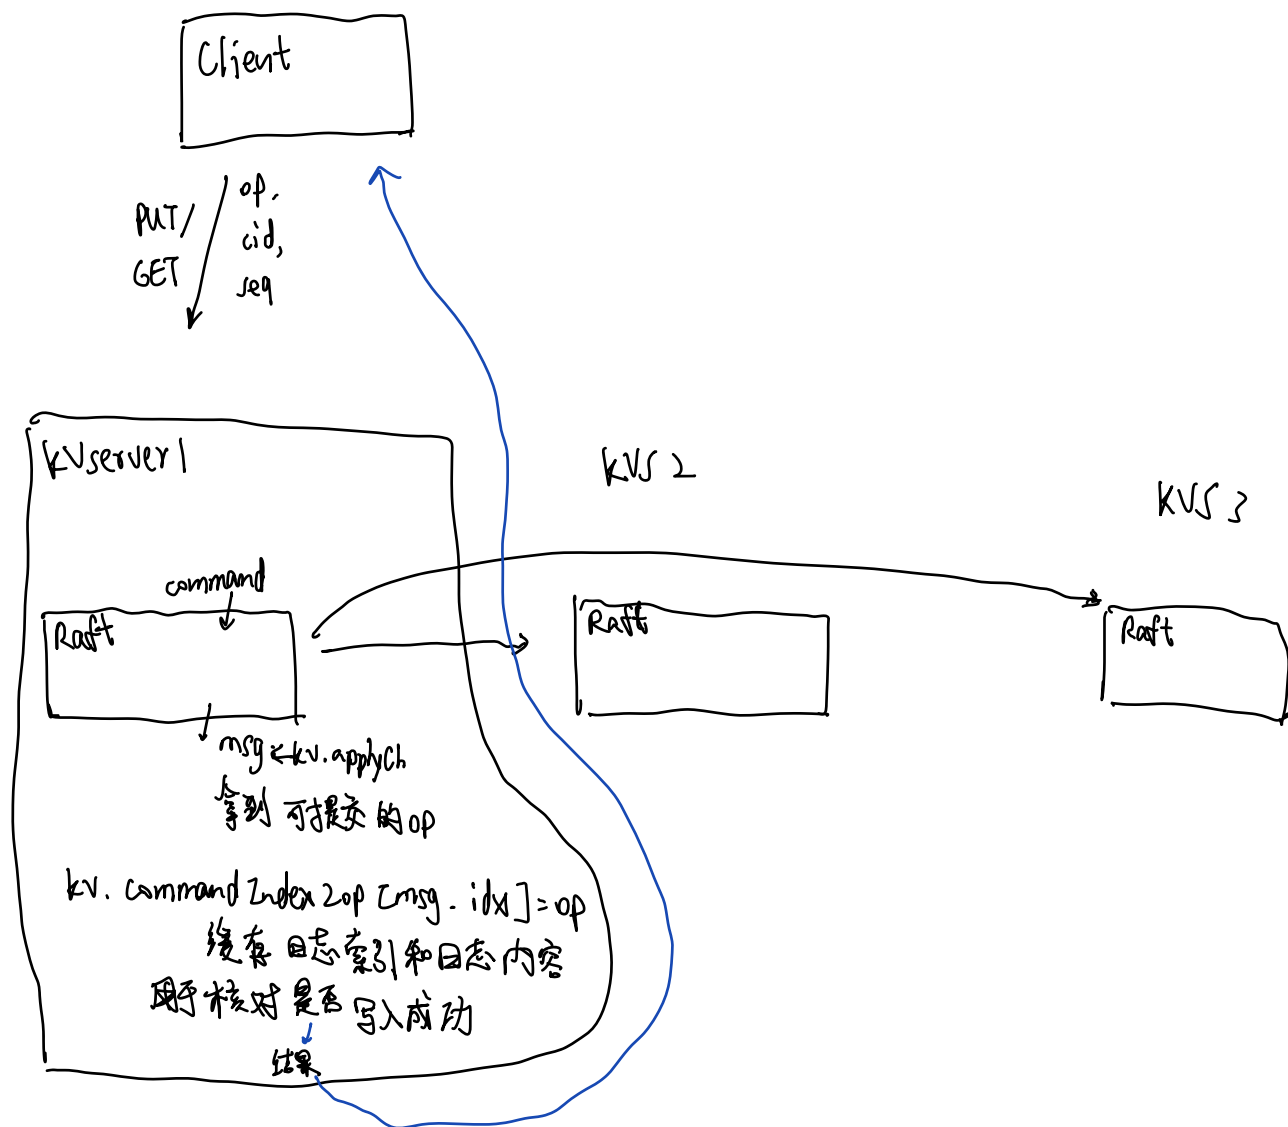 Client
PUT/
GET
op,
cid,
seq
KVserver1
KVS 2
KVS 3
command
Raft
Raft
Raft
msg<-kv.applyCh
拿到可提交的op
kv.commandIndex2op[msg.idx]=op
缓存日志索引和日志内容
用于核对是否写入成功
结果